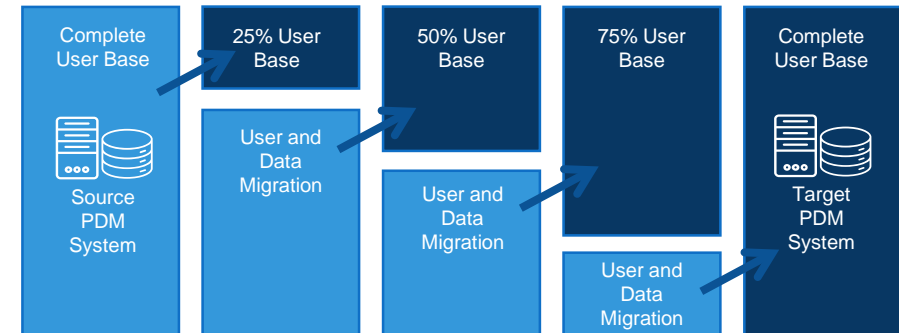 Complete
User Base
Source
PDM
System
25% User
Base
User and
Data
Migration
50% User
Base
User and
Data
Migration
75% User
Base
User and
Data
Migration
Complete
User Base
Target
PDM
System